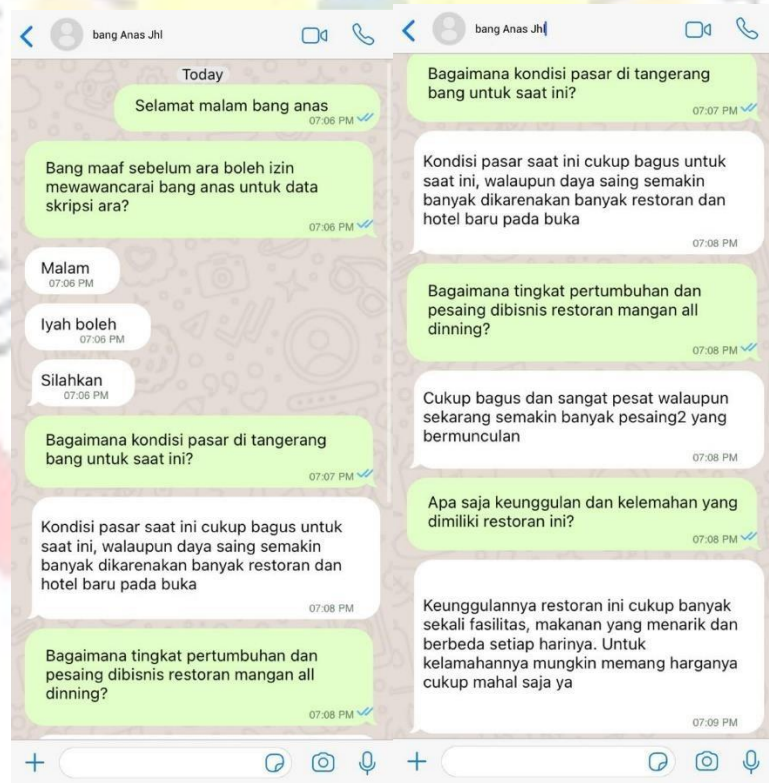 bang Anas Jhl
Today
Selamat malam bang anas
07:06 PM
Bang maaf sebelum ara boleh izin
mewawancarai bang anas untuk data
skripsi ara?
07:06 PM
Malam
07:06 PM
Iyah boleh
07:06 PM
Silahkan
07:06 PM
Bagaimana kondisi pasar di tangerang
bang untuk saat ini?
07:07 PM
Kondisi pasar saat ini cukup bagus untuk
saat ini, walaupun daya saing semakin
banyak dikarenakan banyak restoran dan
hotel baru pada buka
07:08 PM
Bagaimana tingkat pertumbuhan dan
pesaing dibisnis restoran mangan all
dinning?
07:08 PM
bang Anas Jhl
Bagaimana kondisi pasar di tangerang
bang untuk saat ini?
07:07 PM
Kondisi pasar saat ini cukup bagus untuk
saat ini, walaupun daya saing semakin
banyak dikarenakan banyak restoran dan
hotel baru pada buka
07:08 PM
Bagaimana tingkat pertumbuhan dan
pesaing dibisnis restoran mangan all
dinning?
07:08 PM
Cukup bagus dan sangat pesat walaupun
sekarang semakin banyak pesaing2 yang
bermunculan
07:08 PM
Apa saja keunggulan dan kelemahan yang
dimiliki restoran ini?
07:08 PM
Keunggulannya restoran ini cukup banyak
sekali fasilitas, makanan yang menarik dan
berbeda setiap harinya. Untuk
kelamahannya mungkin memang harganya
cukup mahal saja ya
07:09 PM